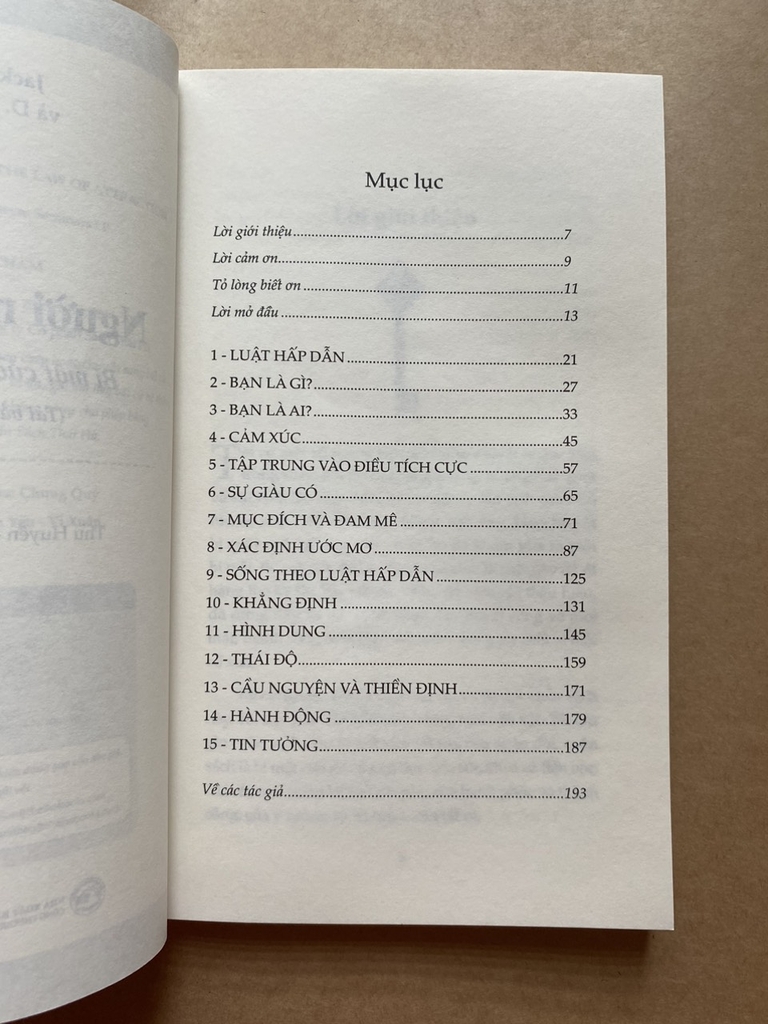 Mục lục
Lời giới thiệu..........7
Lời cảm ơn..........9
Tỏ lòng biết ơn..........11
Lời mở đầu..........13
1 - LUẬT HẤP DẪN..........21
2 - BẠN LÀ GÌ?..........27
3 - BẠN LÀ AI?..........33
4 - CẢM XÚC..........45
5 - TẬP TRUNG VÀO ĐIỀU TÍCH CỰC..........57
6 - SỰ GIÀU CÓ..........65
7 - MỤC ĐÍCH VÀ ĐAM MÊ..........71
8 - XÁC ĐỊNH ƯỚC MƠ..........87
9 - SỐNG THEO LUẬT HẤP DẪN..........125
10 - KHẲNG ĐỊNH..........131
11 - HÌNH DUNG..........145
12 - THÁI ĐỘ..........159
13 - CẦU NGUYỆN VÀ THIỀN ĐỊNH..........171
14 - HÀNH ĐỘNG..........179
15 - TIN TƯỞNG..........187
Về các tác giả..........193